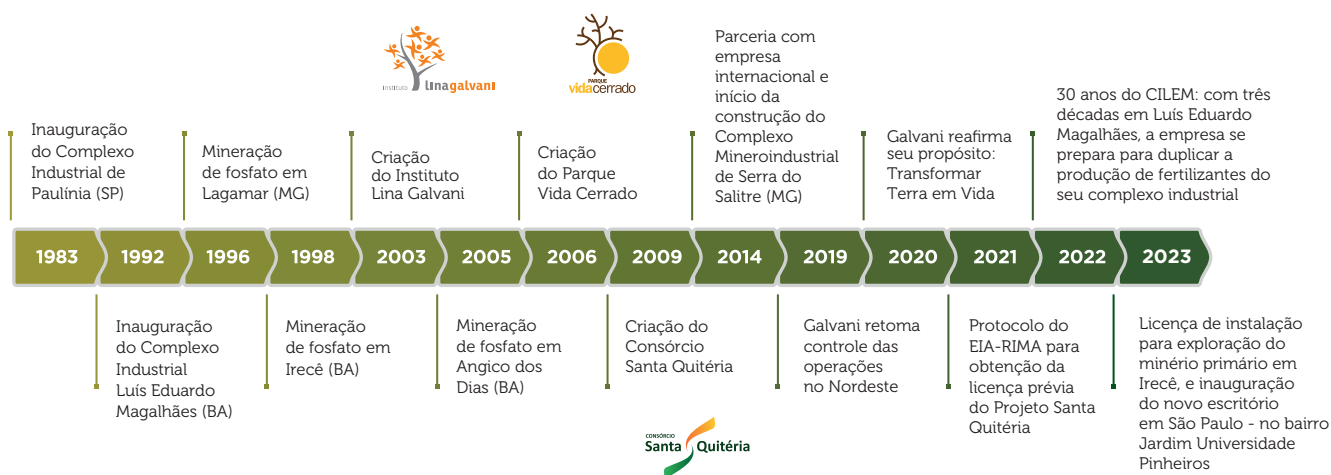 instituto linagalvani
PARQUE
vidacerrado
Inauguração
do Complexo
Industrial de
Paulínia (SP)
Mineração
de fosfato em
Lagamar (MG)
Criação
do Instituto
Lina Galvani
Criação
do Parque
Vida Cerrado
Parceria com
empresa
internacional e
início da
construção do
Complexo
Mineroindustrial
de Serra do
Salitre (MG)
Galvani reafirma
seu propósito:
Transformar
Terra em Vida
30 anos do CILEM: com três
décadas em Luís Eduardo
Magalhães, a empresa se
prepara para duplicar a
produção de fertilizantes do
seu complexo industrial
1983 1992 1996 1998 2003 2005 2006 2009 2014 2019 2020 2021 2022 2023
Inauguração
do Complexo
Industrial
Luís Eduardo
Magalhães (BA)
Mineração
de fosfato em
Irecê (BA)
Mineração
de fosfato em
Angico dos
Dias (BA)
Criação do
Consórcio
Santa Quitéria
Galvani retoma
controle das
operações
no Nordeste
Protocolo do
EIA-RIMA para
obtenção da
licença prévia
do Projeto Santa
Quitéria
Licença de instalação
para exploração do
minério primário em
Irecê, e inauguração
do novo escritório
em São Paulo - no bairro
Jardim Universidade
Pinheiros
CONSÓRCIO
Santa Quitéria